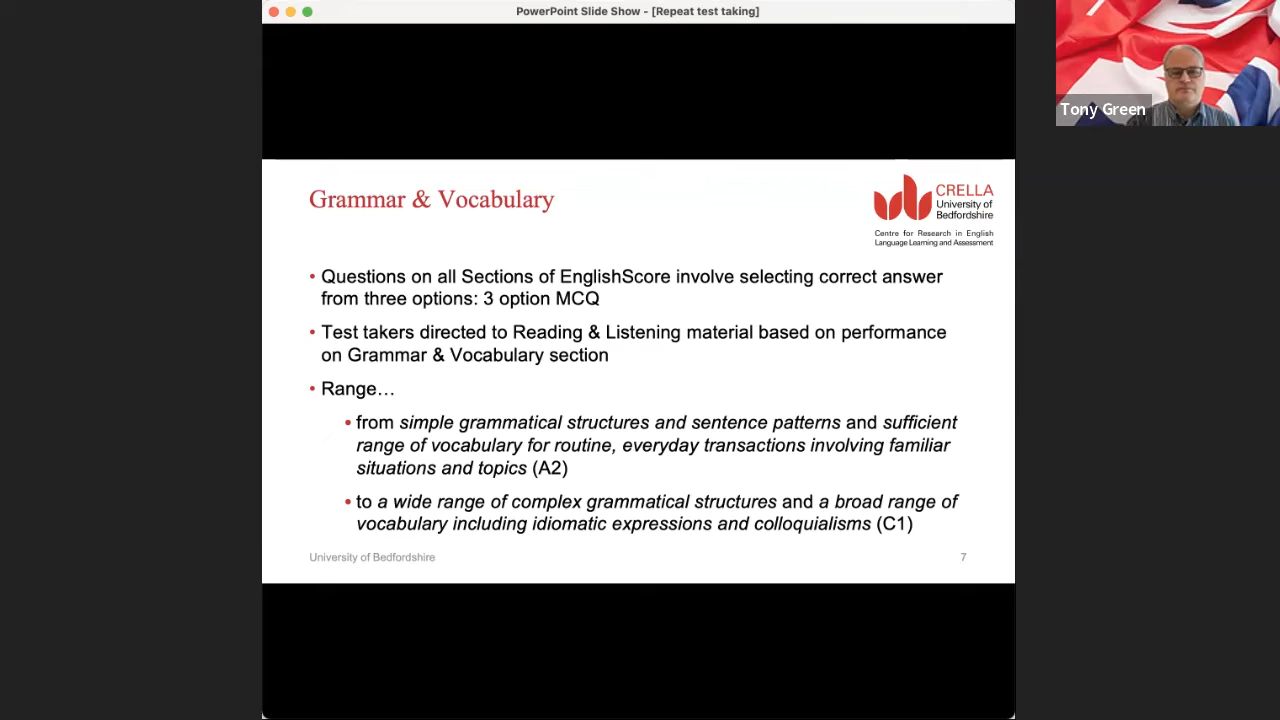 PowerPoint Slide Show - [Repeat test taking]
Tony Green
Grammar & Vocabulary
CRELLA
University of
Bedfordshire
Centre for Research in English
Language Learning and Assessment
• Questions on all Sections of EnglishScore involve selecting correct answer
from three options: 3 option MCQ
• Test takers directed to Reading & Listening material based on performance
on Grammar & Vocabulary section
• Range…
• from simple grammatical structures and sentence patterns and sufficient
range of vocabulary for routine, everyday transactions involving familiar
situations and topics (A2)
• to a wide range of complex grammatical structures and a broad range of
vocabulary including idiomatic expressions and colloquialisms (C1)
University of Bedfordshire
7